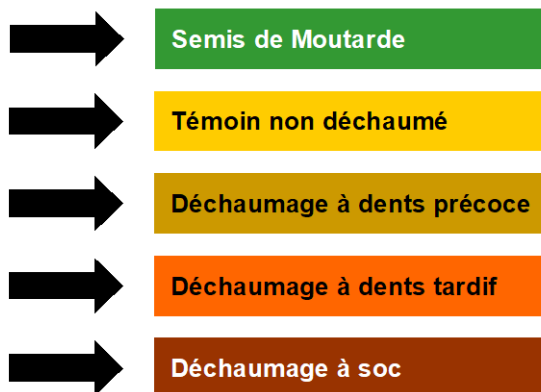 Semis de Moutarde
Témoin non déchaumé
Déchaumage à dents précoce
Déchaumage à dents tardif
Déchaumage à soc